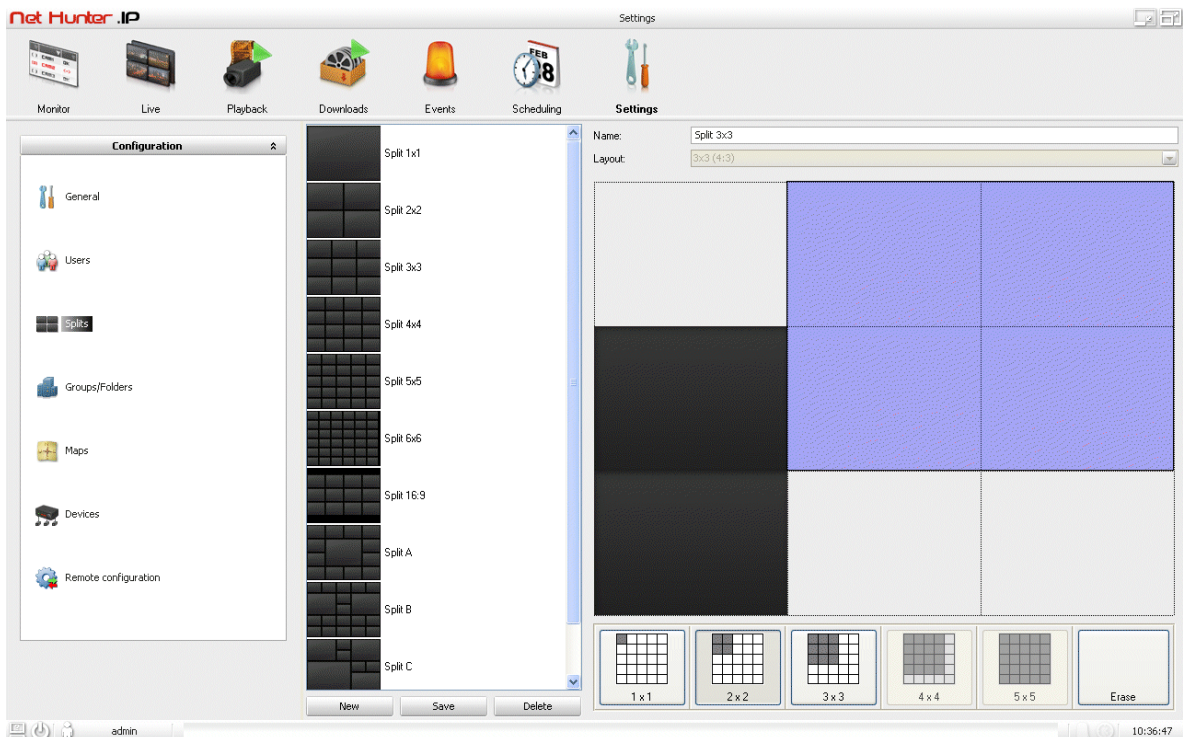 Net Hunter .IP
Settings
Monitor
Live
Playback
Downloads
Events
FEB
Scheduling
Settings
Configuration
General
Users
Splits
Groups/Folders
Maps
Devices
Remote configuration
Split 1x1
Split 2x2
Split 3x3
Split 4x4
Split 5x5
Split 6x6
Split 16:9
Split A
Split B
Split C
New
Save
Delete
Name:
Split 3x3
Layout:
3x3 (4:3)
1 x 1
2 x 2
3 x 3
4 x 4
5 x 5
Erase
admin
10:36:47